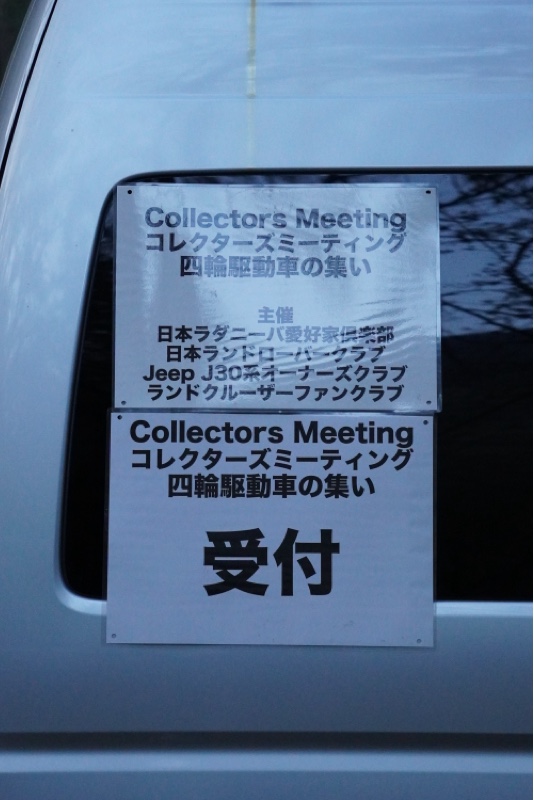 Collectors Meeting
コレクターズミーティング
四輪駆動車の集い
主催
日本ラダニーバ愛好家倶楽部
日本ランドローバークラブ
Jeep J30系オーナーズクラブ
ランドクルーザーファンクラブ
Collectors Meeting
コレクターズミーティング
四輪駆動車の集い
受付